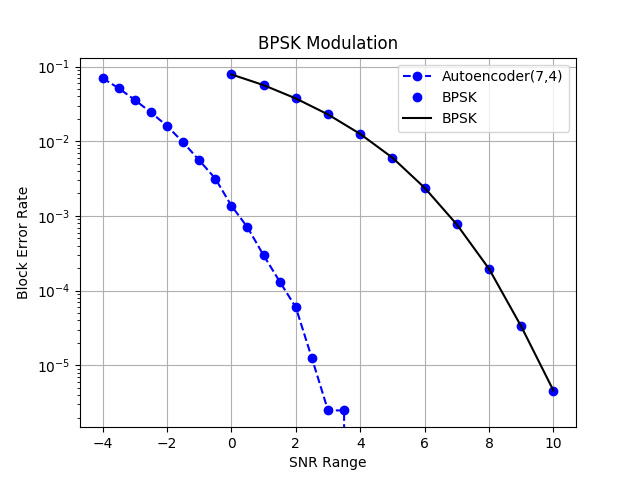 BPSK Modulation
Autoencoder(7,4)
BPSK
BPSK
Block Error Rate
10⁻¹
10⁻²
10⁻³
10⁻⁴
10⁻⁵
−4 −2 0 2 4 6 8 10
SNR Range